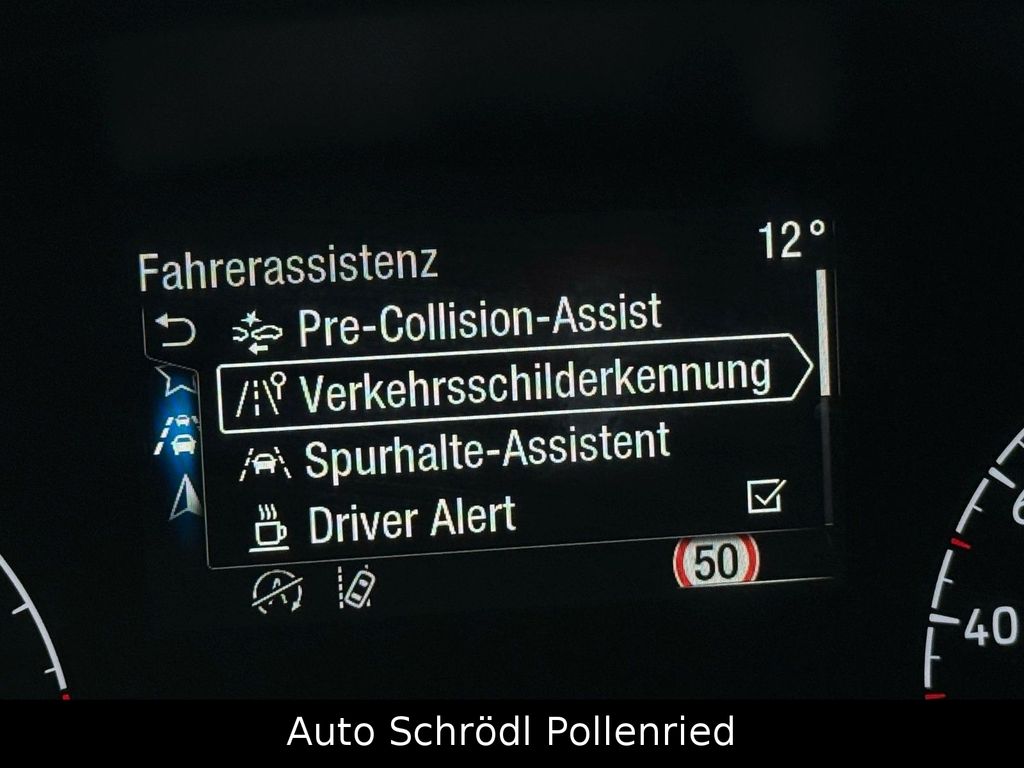 12°
Fahrerassistenz
Pre-Collision-Assist
Verkehrsschilderkennung
Spurhalte-Assistent
Driver Alert
50
40
Auto Schrödl Pollenried